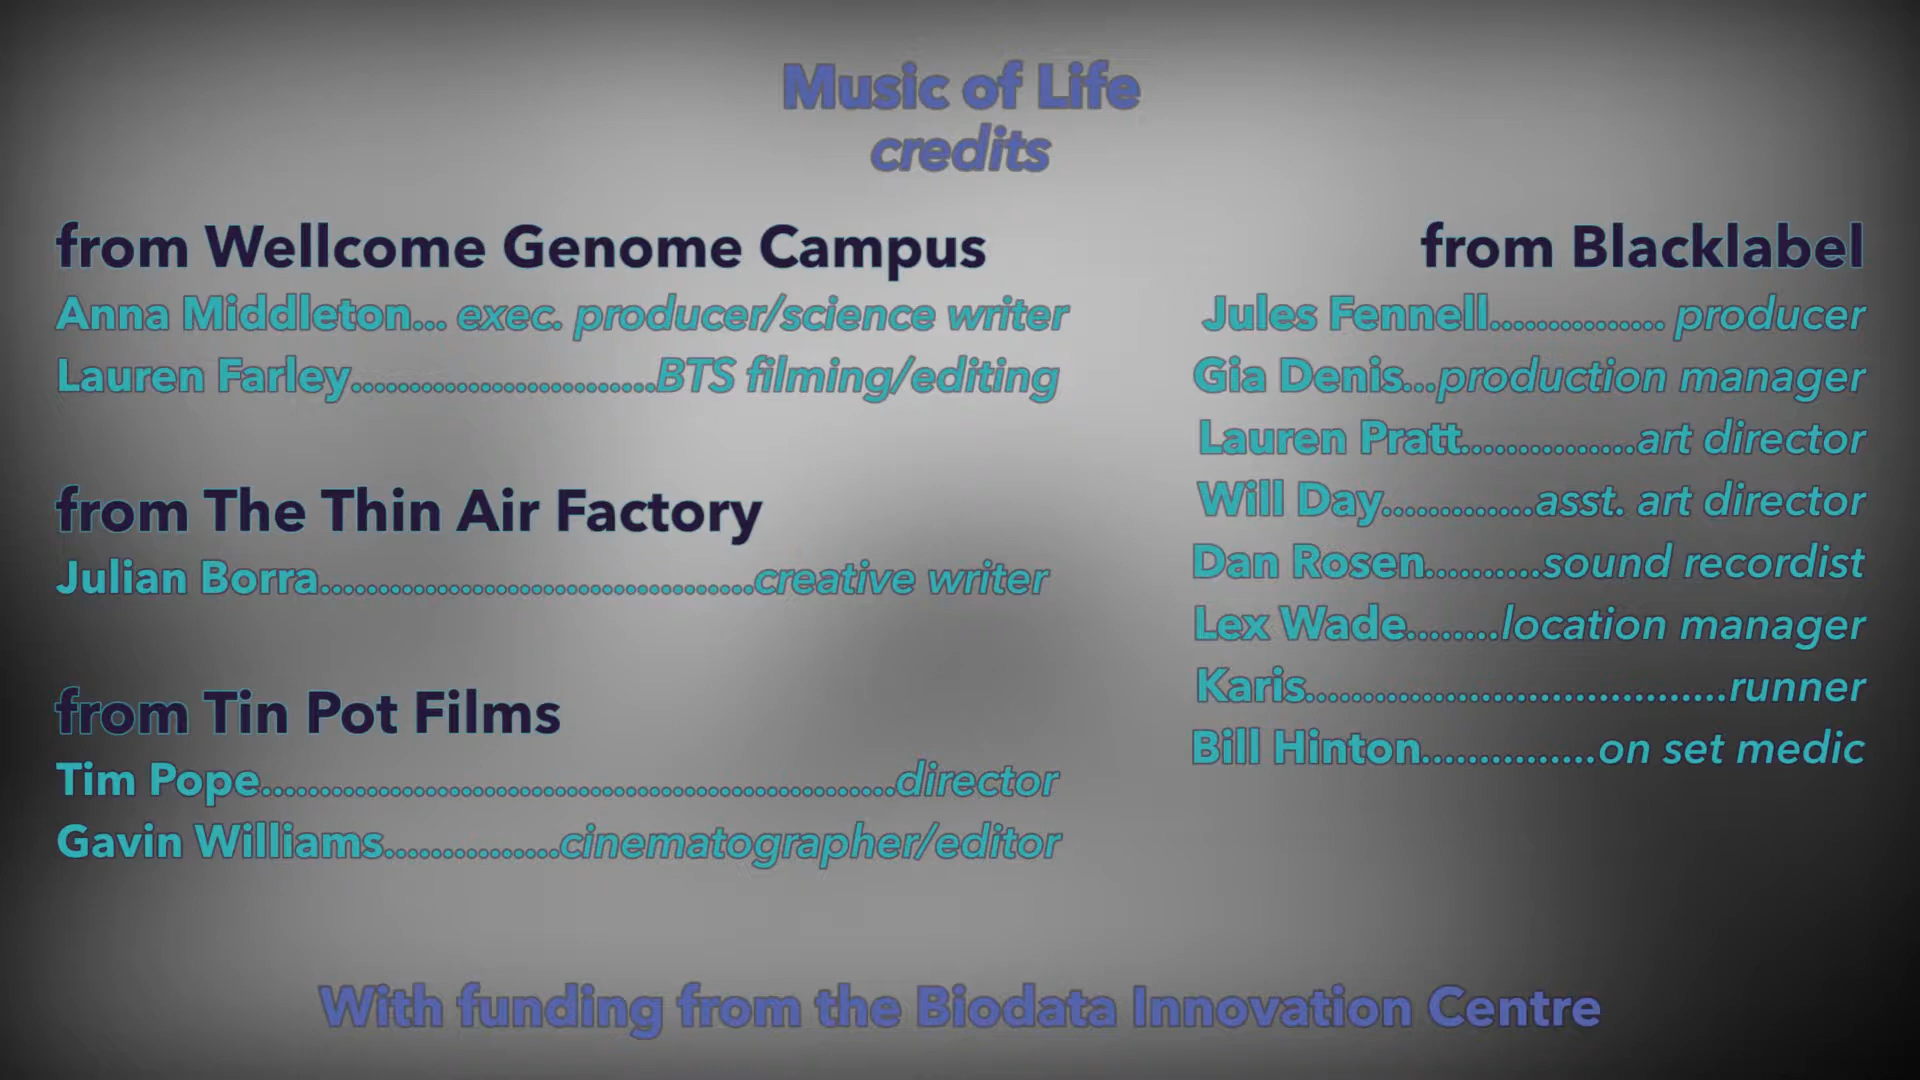 Music of Life
credits
from Wellcome Genome Campus
Anna Middleton... exec. producer/science writer
Lauren Farley..........................BTS filming/editing
from The Thin Air Factory
Julian Borra.....................................creative writer
from Tin Pot Films
Tim Pope......................................................director
Gavin Williams...............cinematographer/editor
from Blacklabel
Jules Fennell............... producer
Gia Denis...production manager
Lauren Pratt...............art director
Will Day.............asst. art director
Dan Rosen..........sound recordist
Lex Wade........location manager
Karis....................................runner
Bill Hinton...............on set medic
With funding from the Biodata Innovation Centre